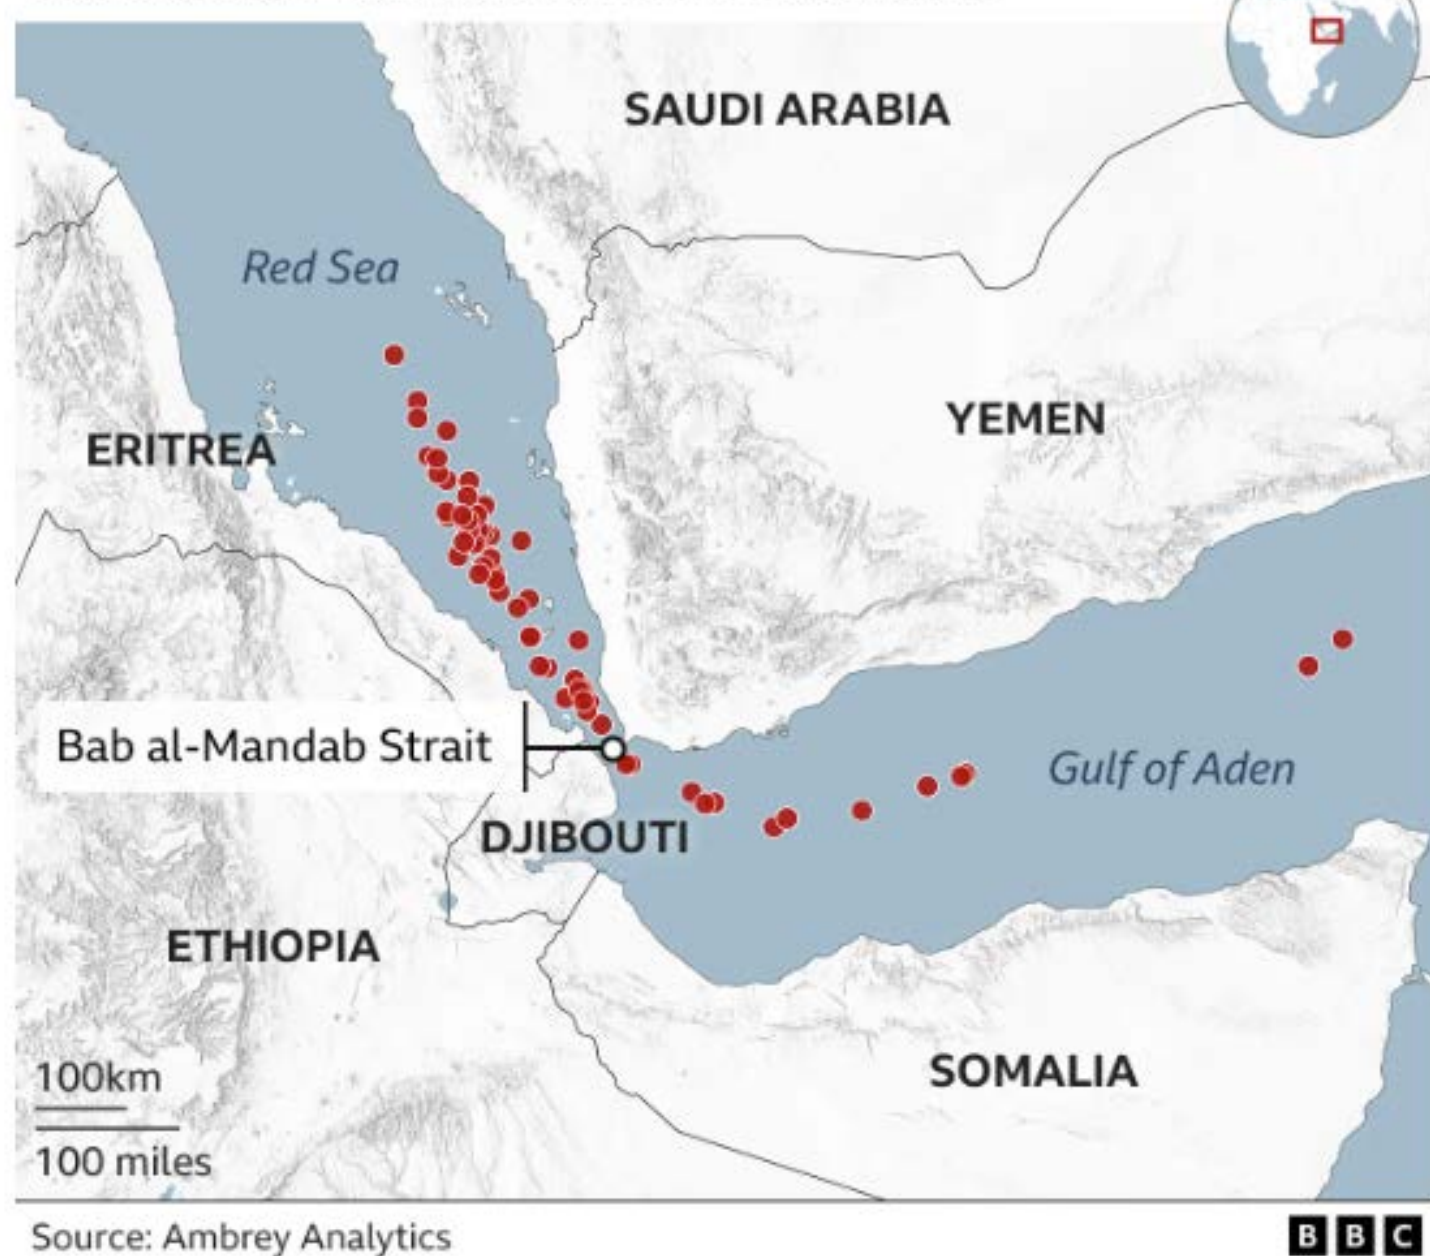 SAUDI ARABIA
Red Sea
YEMEN
ERITREA
Bab al-Mandab Strait
Gulf of Aden
DJIBOUTI
ETHIOPIA
SOMALIA
100km
100 miles
Source: Ambrey Analytics
BBC